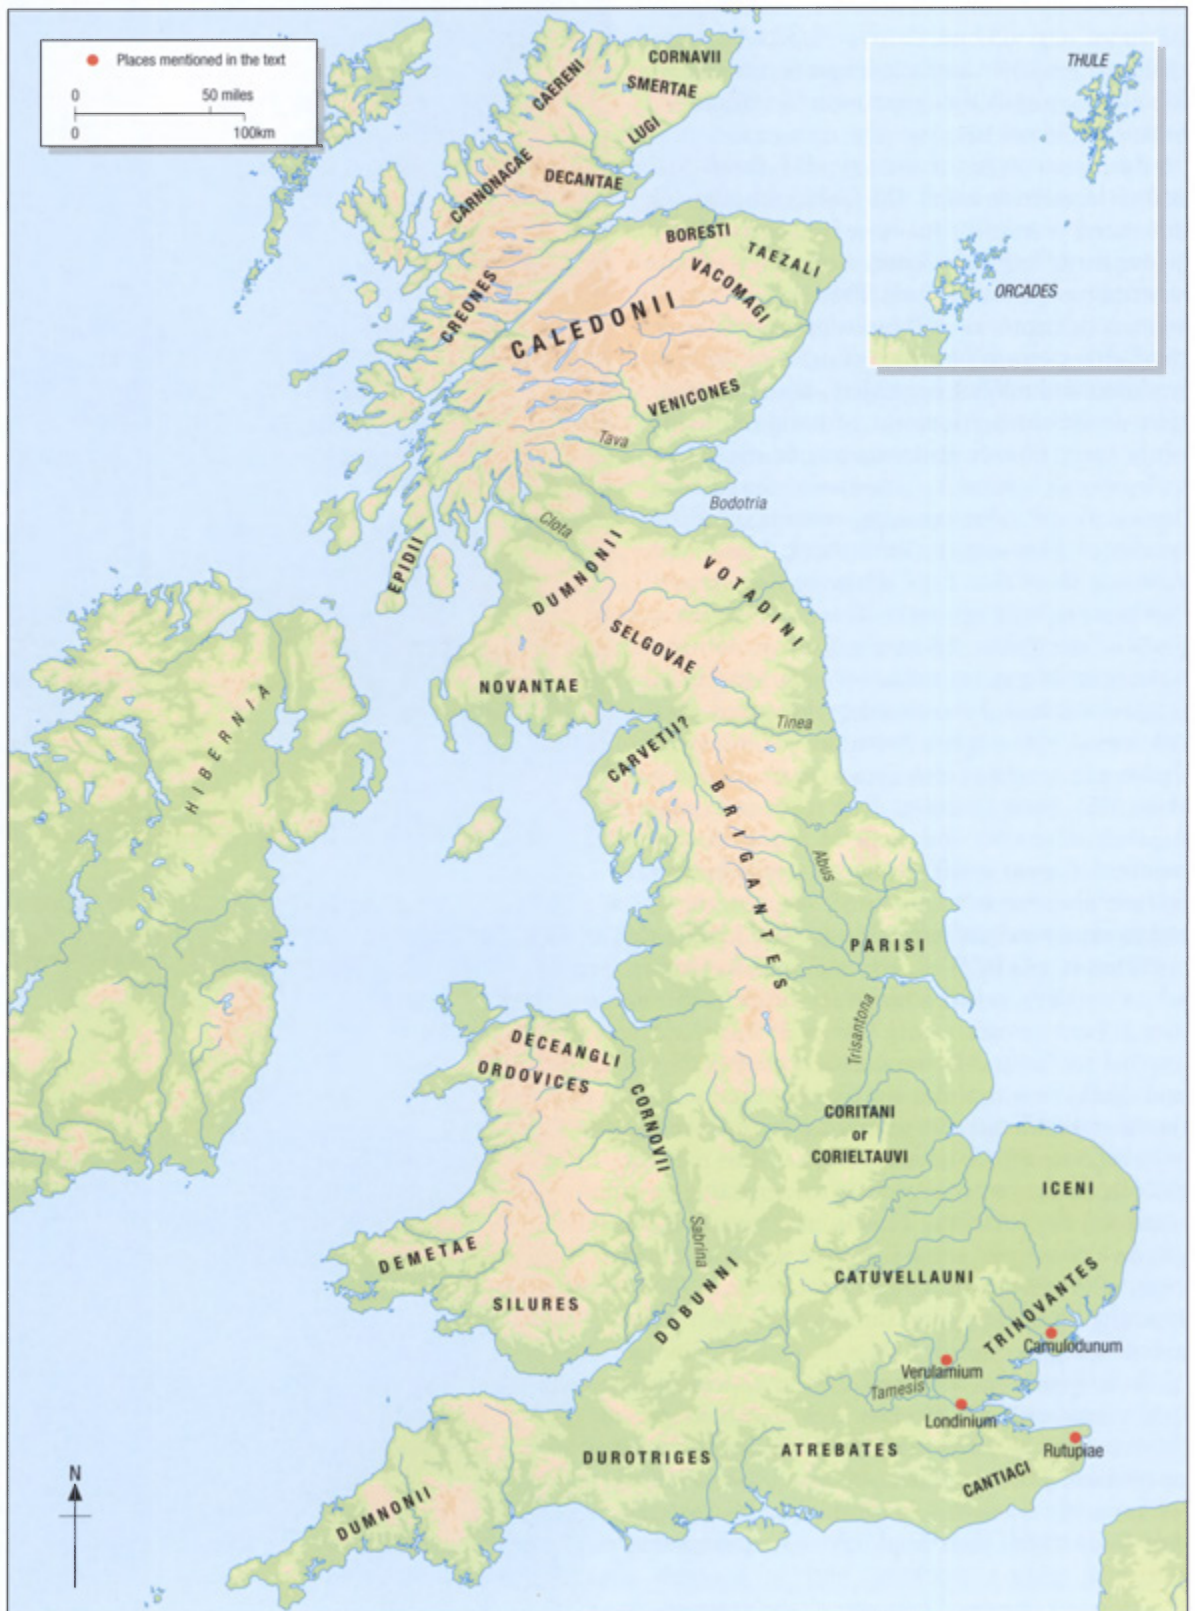 Places mentioned in the text
0 50 miles
0 100km
THULE
ORCADES
CORNAVII
CAERENI
SMERTAE
LUGI
CARNONACAE
DECANTAE
BORESTI
TAEZALI
VACOMAGI
CREONES
CALEDONII
VENICONES
Tava
Bodotria
Clota
EPIDII
DUMNONII
VOTADINI
SELGOVAE
NOVANTAE
HIBERNIA
Tinea
CARVETII?
BRIGANTES
Abus
PARISI
Trisantona
DECEANGLI
ORDOVICES
CORNOVII
CORITANI
or
CORIELTAUVI
ICENI
Sabrina
DEMETAE
CATUVELLAUNI
SILURES
DOBUNNI
TRINOVANTES
Camulodunum
Verulamium
Tamesis
Londinium
DUROTRIGES
ATREBATES
Rutupiae
CANTIACI
DUMNONII
N